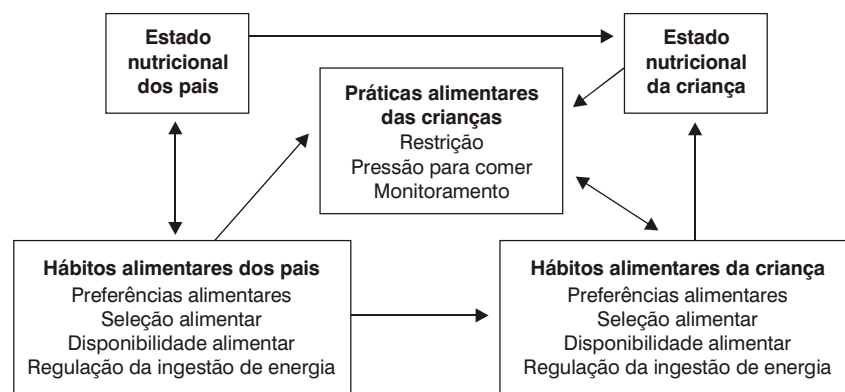 Estado
nutricional
dos pais
Estado
nutricional
da criança
Práticas alimentares
das crianças
Restrição
Pressão para comer
Monitoramento
Hábitos alimentares dos pais
Preferências alimentares
Seleção alimentar
Disponibilidade alimentar
Regulação da ingestão de energia
Hábitos alimentares da criança
Preferências alimentares
Seleção alimentar
Disponibilidade alimentar
Regulação da ingestão de energia